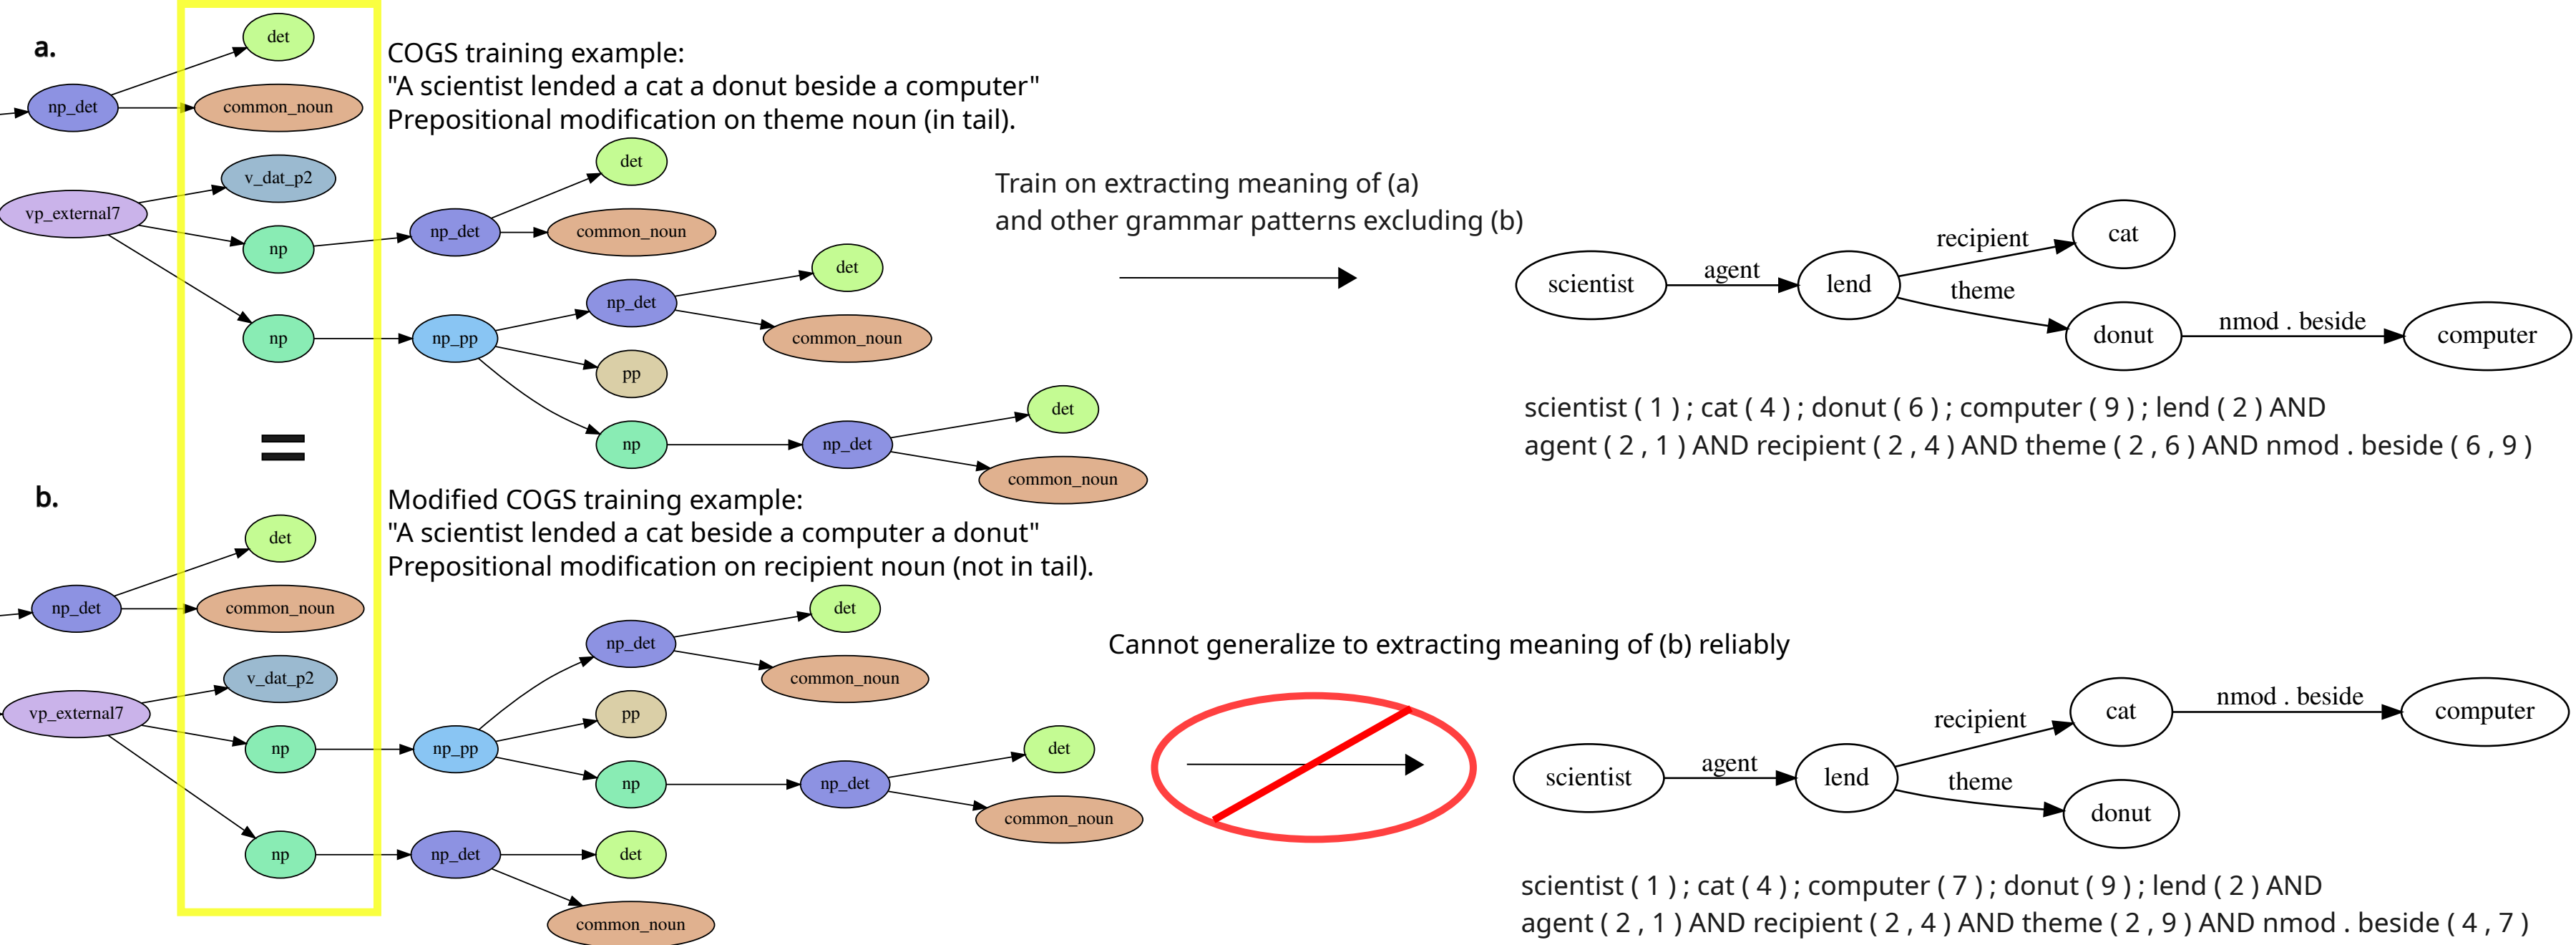 a.
det
np_det
common_noun
v_dat_p2
vp_external7
np
np
COGS training example:
"A scientist lended a cat a donut beside a computer"
Prepositional modification on theme noun (in tail).
det
np_det
common_noun
det
np_det
np_pp
common_noun
pp
det
np
np_det
common_noun
Train on extracting meaning of (a)
and other grammar patterns excluding (b)
scientist
agent
lend
recipient
cat
theme
donut
nmod . beside
computer
scientist ( 1 ) ; cat ( 4 ) ; donut ( 6 ) ; computer ( 9 ) ; lend ( 2 ) AND
agent ( 2 , 1 ) AND recipient ( 2 , 4 ) AND theme ( 2 , 6 ) AND nmod . beside ( 6 , 9 )
=
b.
det
np_det
common_noun
v_dat_p2
vp_external7
np
np
Modified COGS training example:
"A scientist lended a cat beside a computer a donut"
Prepositional modification on recipient noun (not in tail).
det
np_det
common_noun
pp
np_pp
det
np
np_det
common_noun
np_det
det
common_noun
Cannot generalize to extracting meaning of (b) reliably
scientist
agent
lend
recipient
cat
nmod . beside
computer
theme
donut
scientist ( 1 ) ; cat ( 4 ) ; computer ( 7 ) ; donut ( 9 ) ; lend ( 2 ) AND
agent ( 2 , 1 ) AND recipient ( 2 , 4 ) AND theme ( 2 , 9 ) AND nmod . beside ( 4 , 7 )